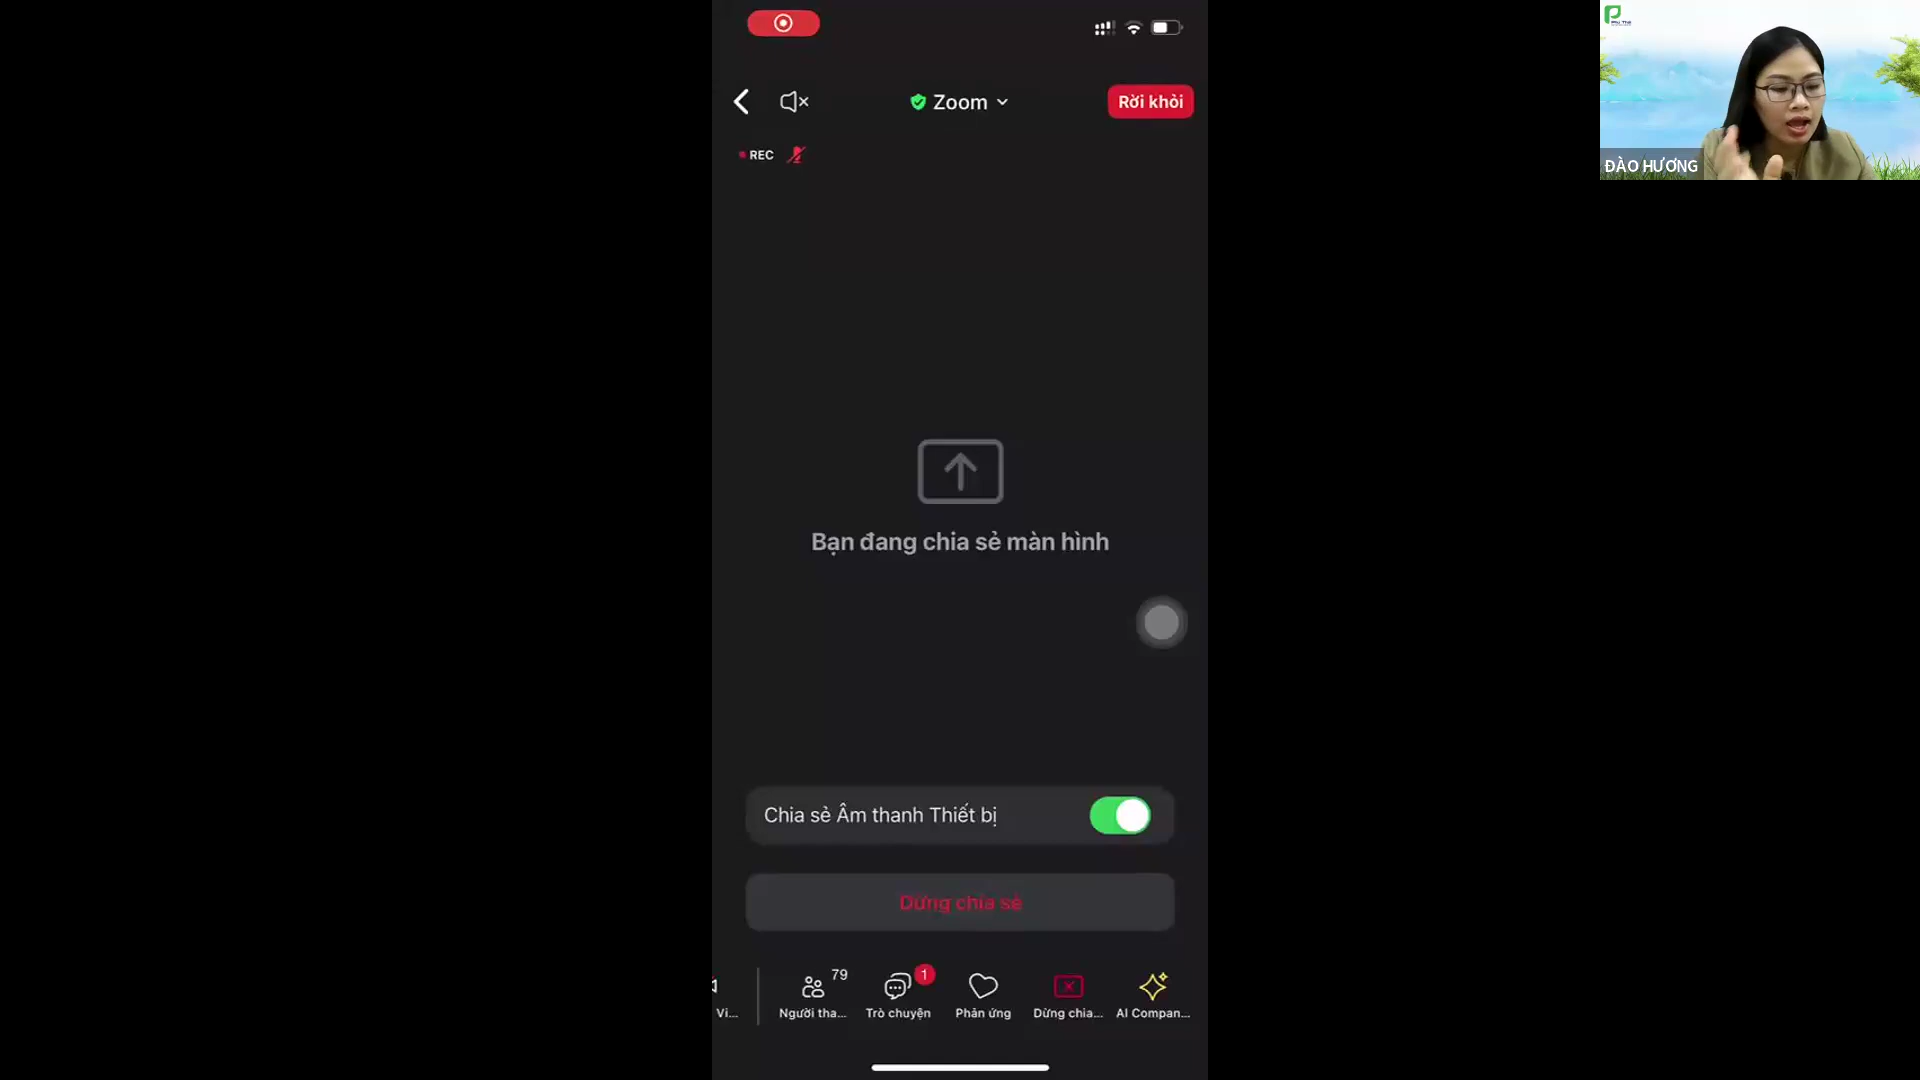 Zoom
Rời khỏi
REC
Bạn đang chia sẻ màn hình
Chia sẻ Âm thanh Thiết bị
Dừng chia sẻ
79
1
Vi...
Người tha...
Trò chuyện
Phản ứng
Dừng chia...
AI Compan...
ĐÀO HƯƠNG